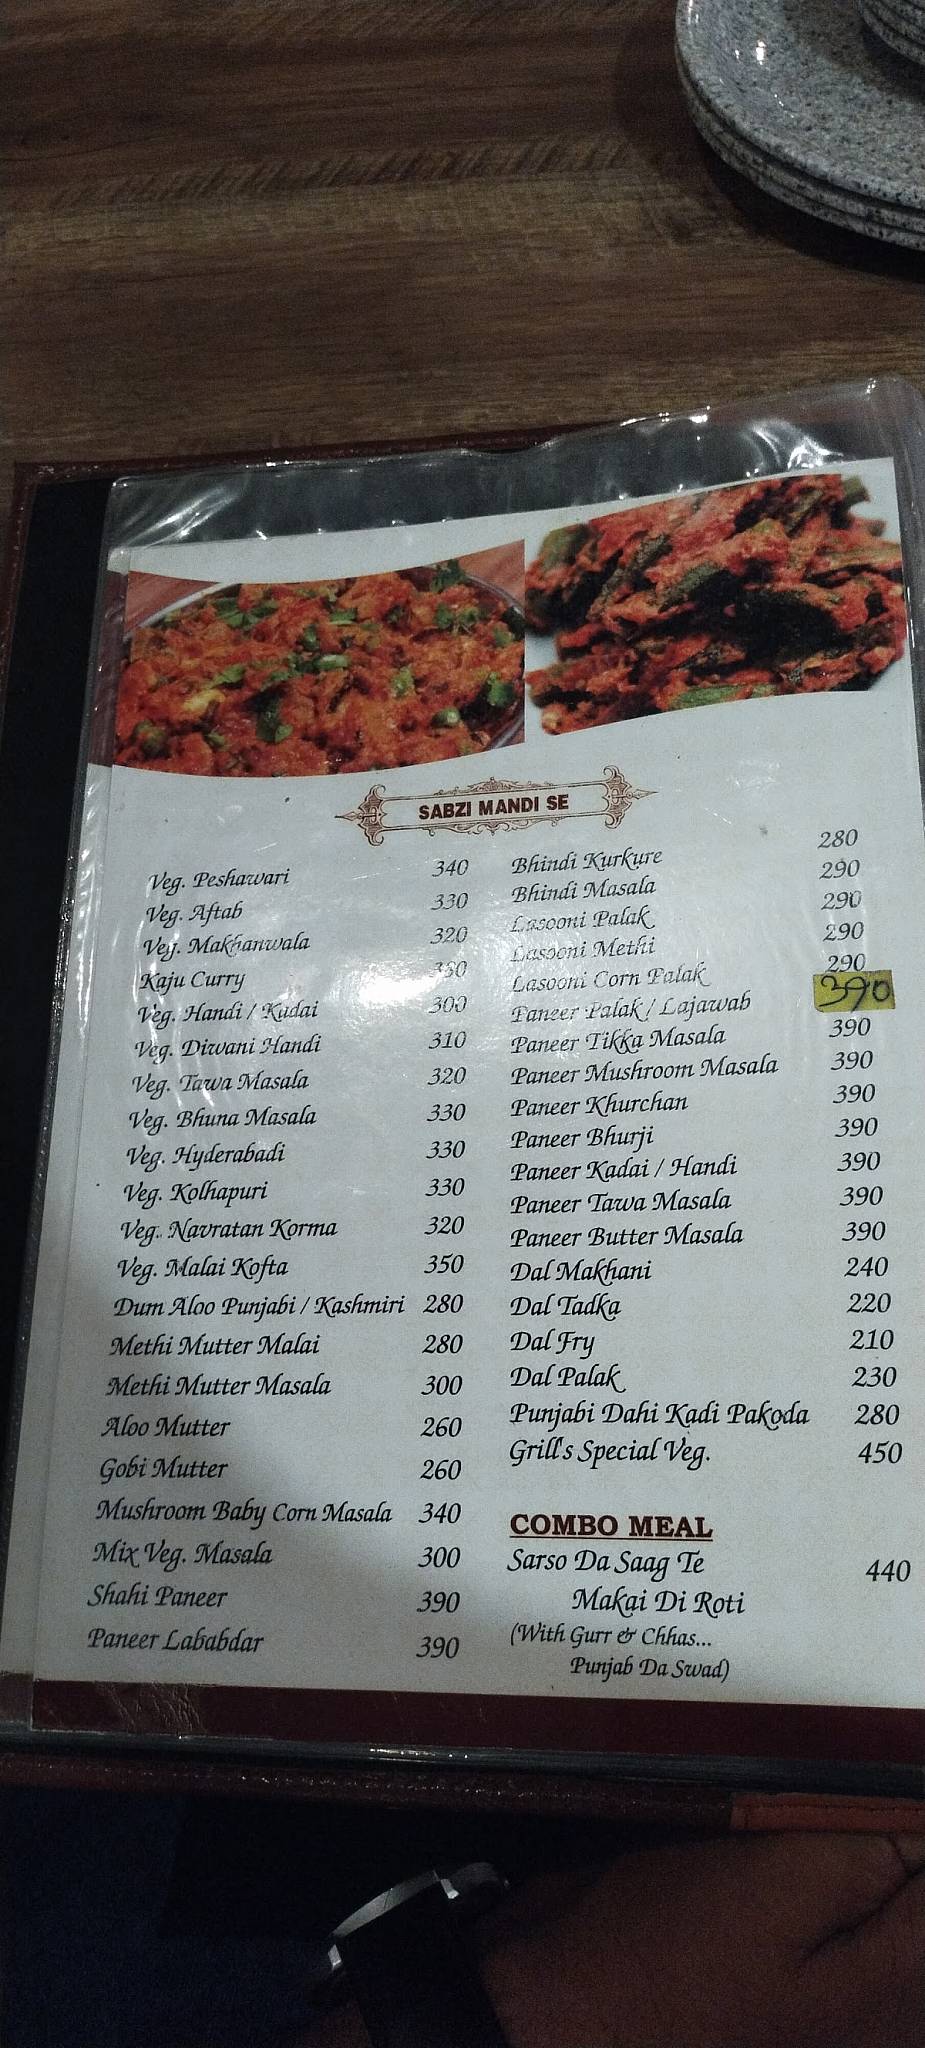 SABZI MANDI SE
Veg. Peshawari 340
Veg. Aftab 330
Veg. Makhanwala 320
Kaju Curry
Veg. Handi / Kadai 300
Veg. Diwani Handi 310
Veg. Tawa Masala 320
Veg. Bhuna Masala 330
Veg. Hyderabadi 330
Veg. Kolhapuri 330
Veg. Navratan Korma 320
Veg. Malai Kofta 350
Dum Aloo Punjabi / Kashmiri 280
Methi Mutter Malai 280
Methi Mutter Masala 300
Aloo Mutter 260
Gobi Mutter 260
Mushroom Baby Corn Masala 340
Mix Veg. Masala 300
Shahi Paneer 390
Paneer Lababdar 390
Bhindi Kurkure 280
Bhindi Masala 290
Lasooni Palak 290
Lasooni Methi 290
Lasooni Corn Palak 290
Paneer Palak / Lajawab 390
Paneer Tikka Masala 390
Paneer Mushroom Masala 390
Paneer Khurchan 390
Paneer Bhurji 390
Paneer Kadai / Handi 390
Paneer Tawa Masala 390
Paneer Butter Masala 390
Dal Makhani 240
Dal Tadka 220
Dal Fry 210
Dal Palak 230
Punjabi Dahi Kadi Pakoda 280
Grill's Special Veg. 450
COMBO MEAL
Sarso Da Saag Te 440
Makai Di Roti
(With Gurr & Chhas...
Punjab Da Swad)